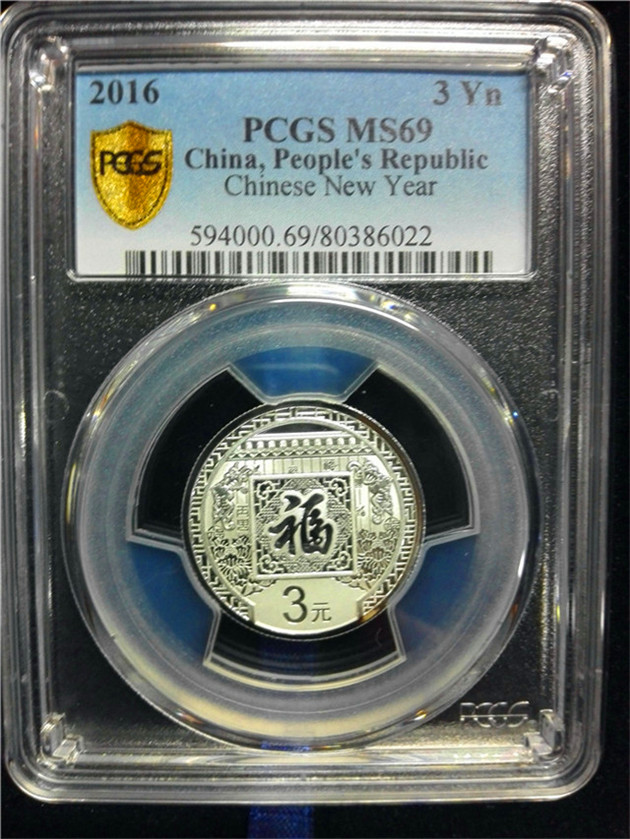 2016 3 Yn
PCGS MS69
PCGS
China, People's Republic
Chinese New Year
594000.69/80386022
福
3元
PCGS